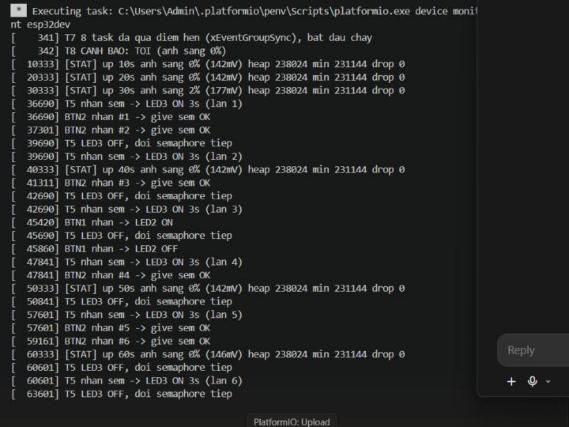 * Executing task: C:\Users\Admin\.platformio\penv\Scripts\platformio.exe device monit
nt esp32dev
[ 341] T7 8 task da qua diem hen (xEventGroupSync), bat dau chay
[ 342] T8 CANH BAO: TOI (anh sang 0%)
[ 10333] [STAT] up 10s anh sang 0% (142mV) heap 238024 min 231144 drop 0
[ 20333] [STAT] up 20s anh sang 0% (142mV) heap 238024 min 231144 drop 0
[ 30333] [STAT] up 30s anh sang 2% (177mV) heap 238024 min 231144 drop 0
[ 36690] T5 nhan sem -> LED3 ON 3s (lan 1)
[ 36690] BTN2 nhan #1 -> give sem OK
[ 37301] BTN2 nhan #2 -> give sem OK
[ 39690] T5 LED3 OFF, doi semaphore tiep
[ 39690] T5 nhan sem -> LED3 ON 3s (lan 2)
[ 40333] [STAT] up 40s anh sang 0% (142mV) heap 238024 min 231144 drop 0
[ 41311] BTN2 nhan #3 -> give sem OK
[ 42690] T5 LED3 OFF, doi semaphore tiep
[ 42690] T5 nhan sem -> LED3 ON 3s (lan 3)
[ 45420] BTN1 nhan -> LED2 ON
[ 45690] T5 LED3 OFF, doi semaphore tiep
[ 45860] BTN1 nhan -> LED2 OFF
[ 47841] T5 nhan sem -> LED3 ON 3s (lan 4)
[ 47841] BTN2 nhan #4 -> give sem OK
[ 50333] [STAT] up 50s anh sang 0% (142mV) heap 238024 min 231144 drop 0
[ 50841] T5 LED3 OFF, doi semaphore tiep
[ 57601] T5 nhan sem -> LED3 ON 3s (lan 5)
[ 57601] BTN2 nhan #5 -> give sem OK
[ 59161] BTN2 nhan #6 -> give sem OK
[ 60333] [STAT] up 60s anh sang 0% (146mV) heap 238024 min 231144 drop 0
[ 60601] T5 LED3 OFF, doi semaphore tiep
[ 60601] T5 nhan sem -> LED3 ON 3s (lan 6)
[ 63601] T5 LED3 OFF, doi semaphore tiep
Reply
PlatformIO: Upload